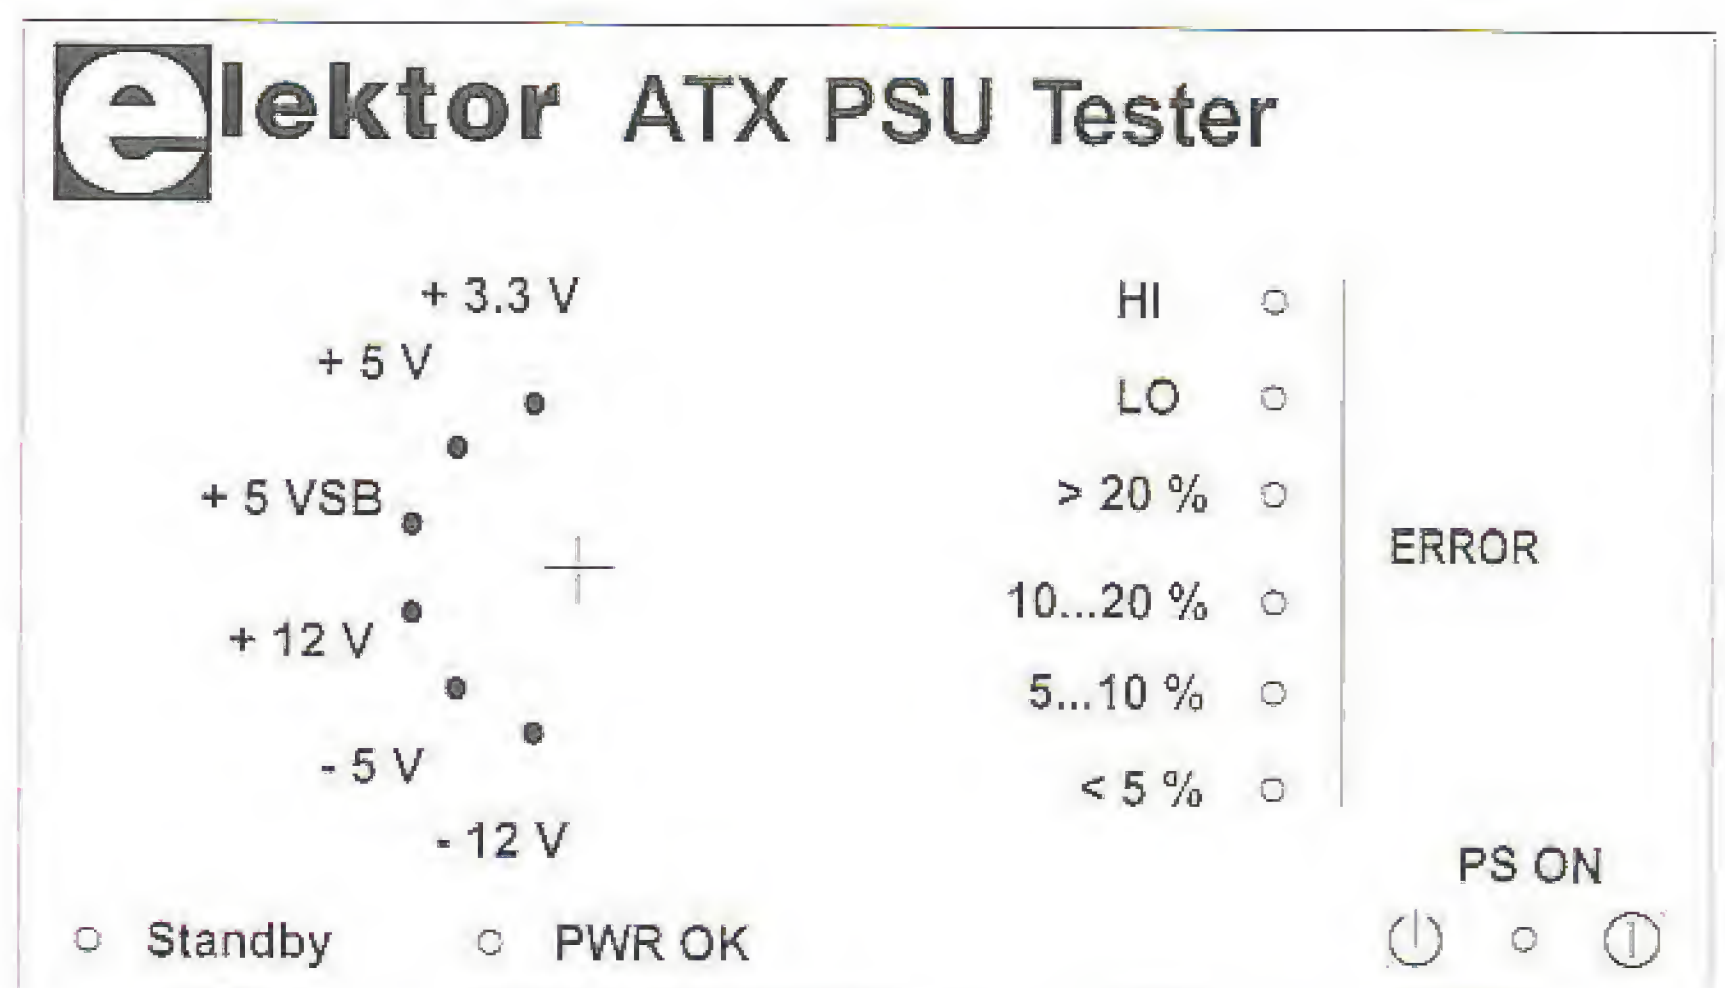 elektor ATX PSU Tester
+ 3.3 V
+ 5 V
+ 5 VSB
+ 12 V
- 5 V
- 12 V
HI
LO
> 20 %
10...20 %
5...10 %
< 5 %
ERROR
PS ON
Standby
PWR OK